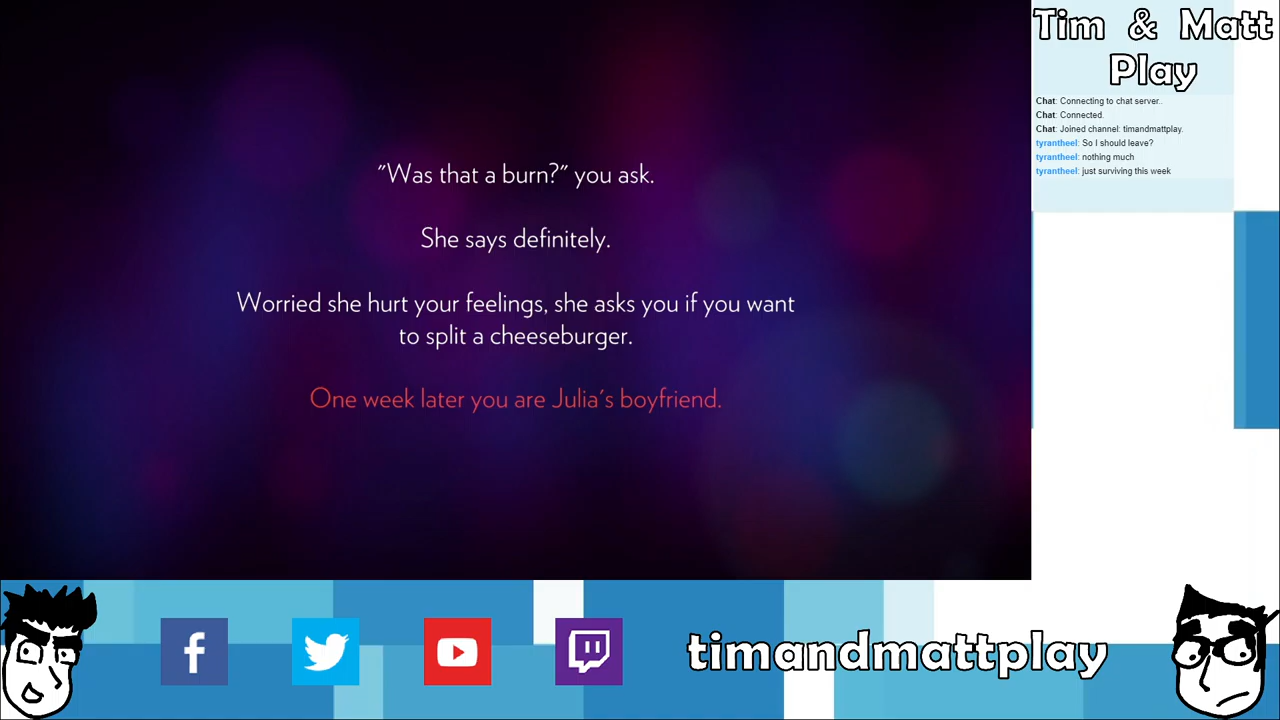 "Was that a burn?" you ask.
She says definitely.
Worried she hurt your feelings, she asks you if you want
to split a cheeseburger.
One week later you are Julia's boyfriend.
Tim & Matt
Play
Chat: Connecting to chat server..
Chat: Connected.
Chat: Joined channel: timandmattplay.
tyrantheel: So I should leave?
tyrantheel: nothing much
tyrantheel: just surviving this week
timandmattplay